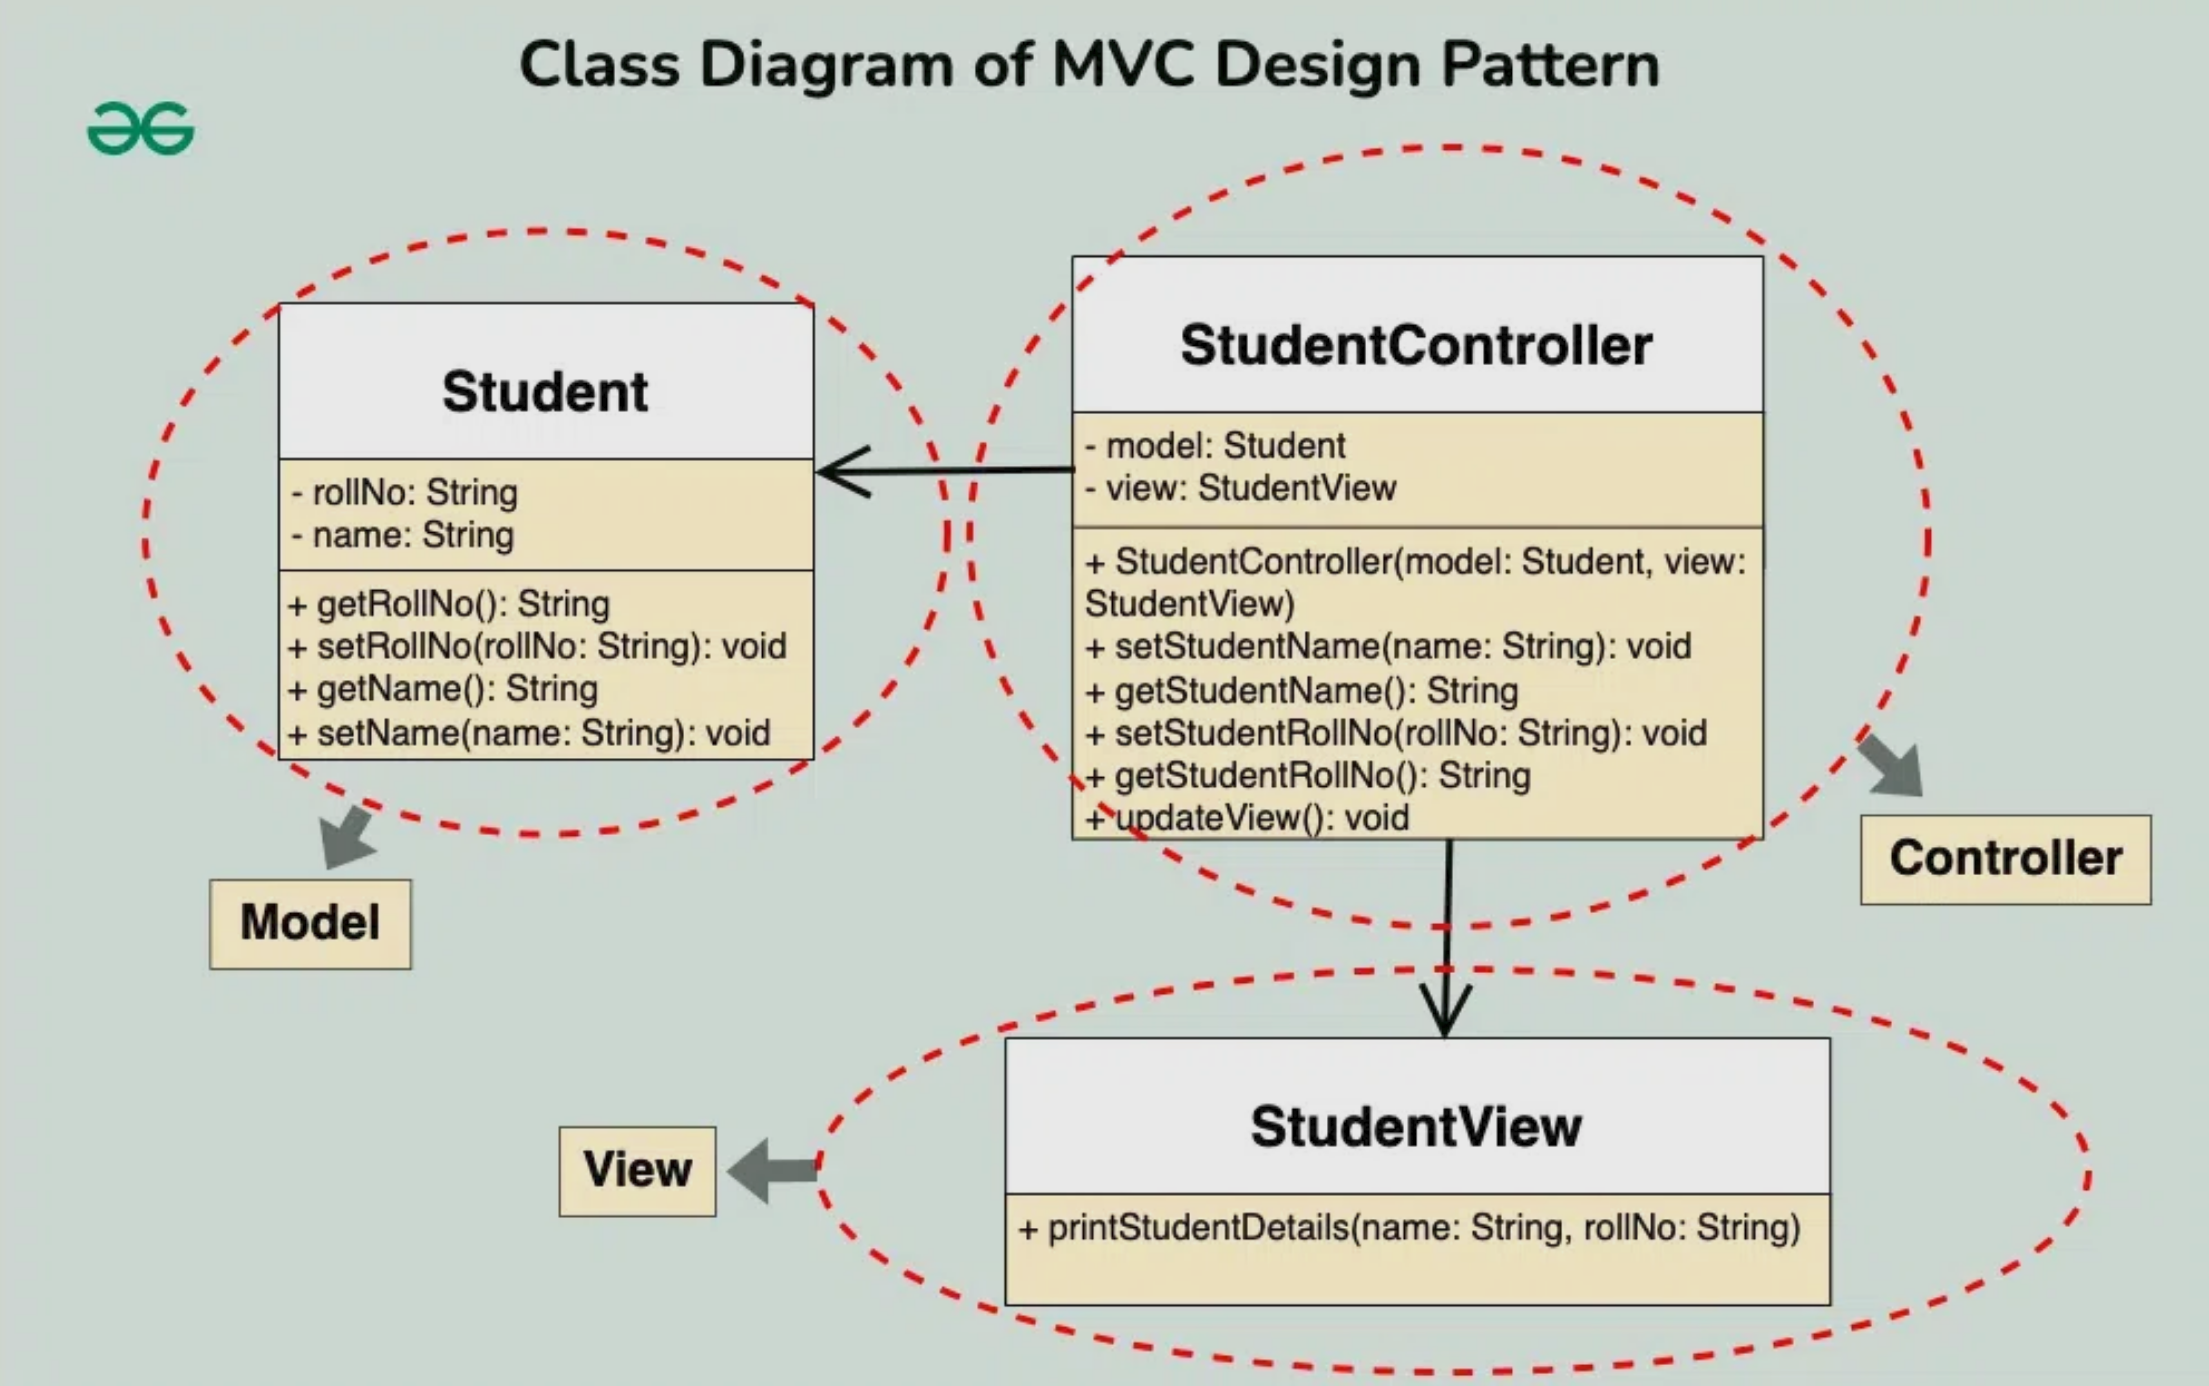 Class Diagram of MVC Design Pattern
Student
- rollNo: String
- name: String
+ getRollNo(): String
+ setRollNo(rollNo: String): void
+ getName(): String
+ setName(name: String): void
Model
StudentController
- model: Student
- view: StudentView
+ StudentController(model: Student, view:
StudentView)
+ setStudentName(name: String): void
+ getStudentName(): String
+ setStudentRollNo(rollNo: String): void
+ getStudentRollNo(): String
+ updateView(): void
Controller
StudentView
+ printStudentDetails(name: String, rollNo: String)
View